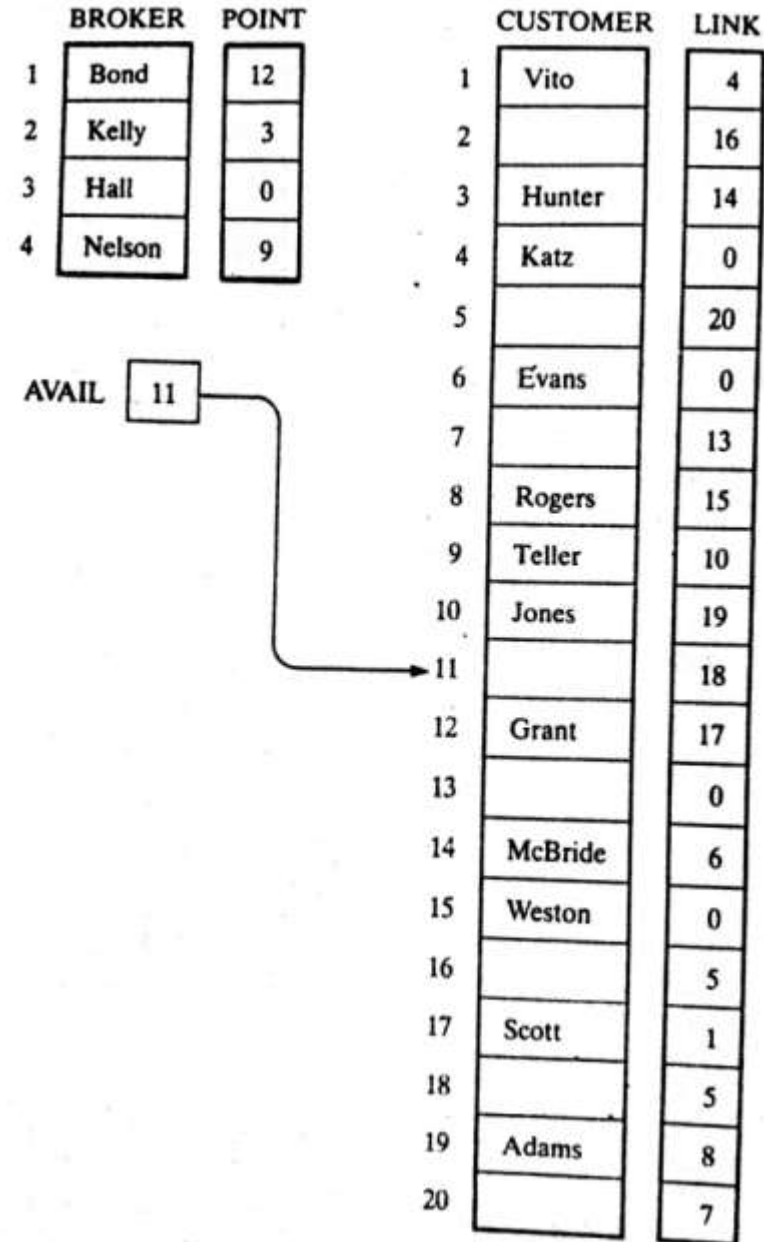 BROKER POINT CUSTOMER LINK
1 Bond 12 1 Vito 4
2 Kelly 3 2 16
3 Hall 0 3 Hunter 14
4 Nelson 9 4 Katz 0
5 20
AVAIL 11 6 Evans 0
7 13
8 Rogers 15
9 Teller 10
10 Jones 19
11 18
12 Grant 17
13 0
14 McBride 6
15 Weston 0
16 5
17 Scott 1
18 5
19 Adams 8
20 7